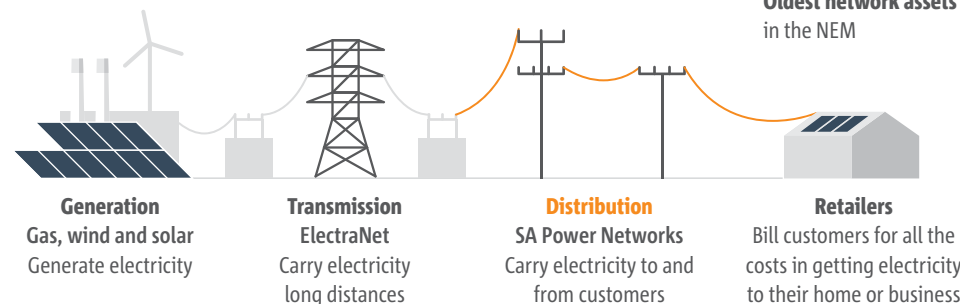 Oldest network assets
in the NEM
Generation
Gas, wind and solar
Generate electricity
Transmission
ElectraNet
Carry electricity
long distances
Distribution
SA Power Networks
Carry electricity to and
from customers
Retailers
Bill customers for all the
costs in getting electricity
to their home or business